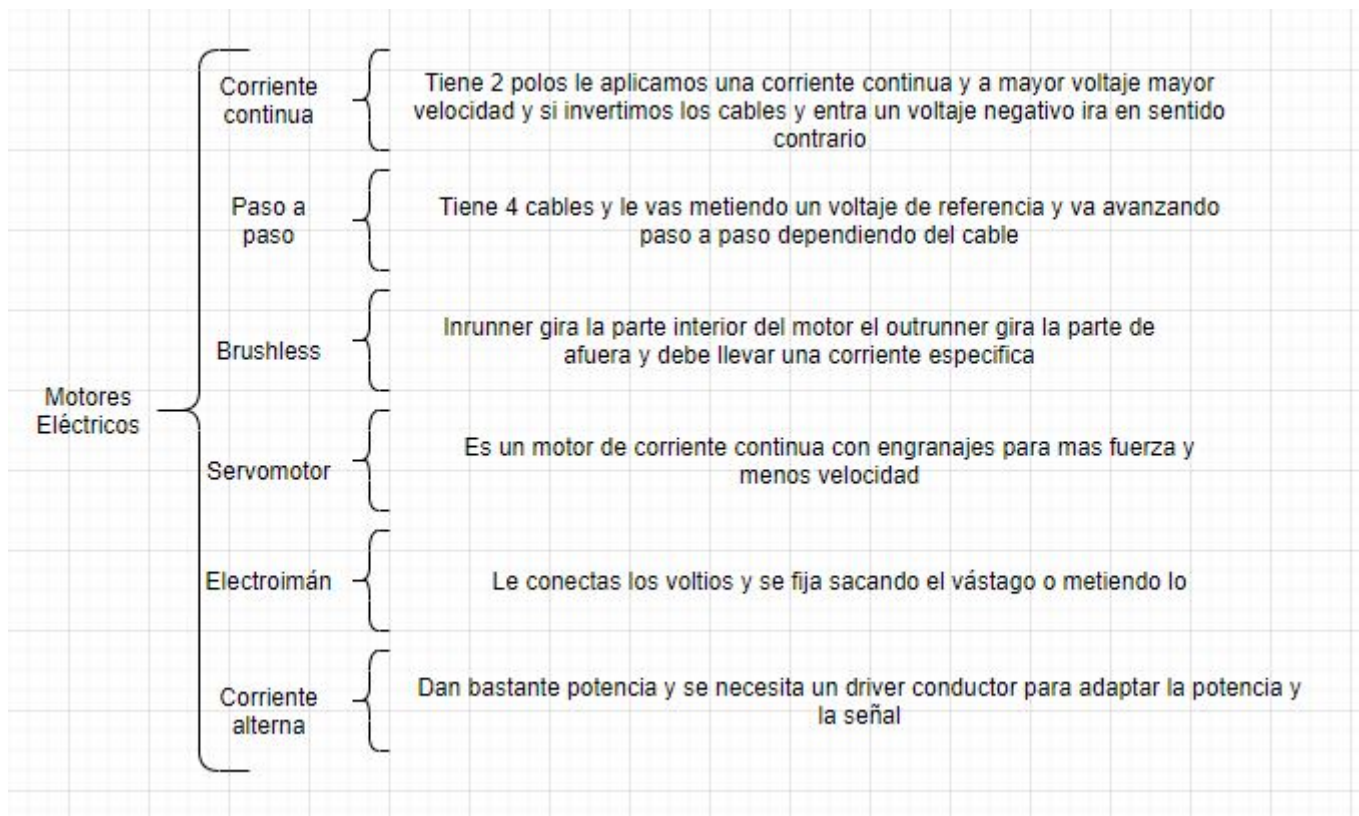 Motores
Eléctricos
Corriente
continua
Tiene 2 polos le aplicamos una corriente continua y a mayor voltaje mayor
velocidad y si invertimos los cables y entra un voltaje negativo ira en sentido
contrario
Paso a
paso
Tiene 4 cables y le vas metiendo un voltaje de referencia y va avanzando
paso a paso dependiendo del cable
Brushless
Inrunner gira la parte interior del motor el outrunner gira la parte de
afuera y debe llevar una corriente especifica
Servomotor
Es un motor de corriente continua con engranajes para mas fuerza y
menos velocidad
Electroimán
Le conectas los voltios y se fija sacando el vástago o metiendo lo
Corriente
alterna
Dan bastante potencia y se necesita un driver conductor para adaptar la potencia y
la señal